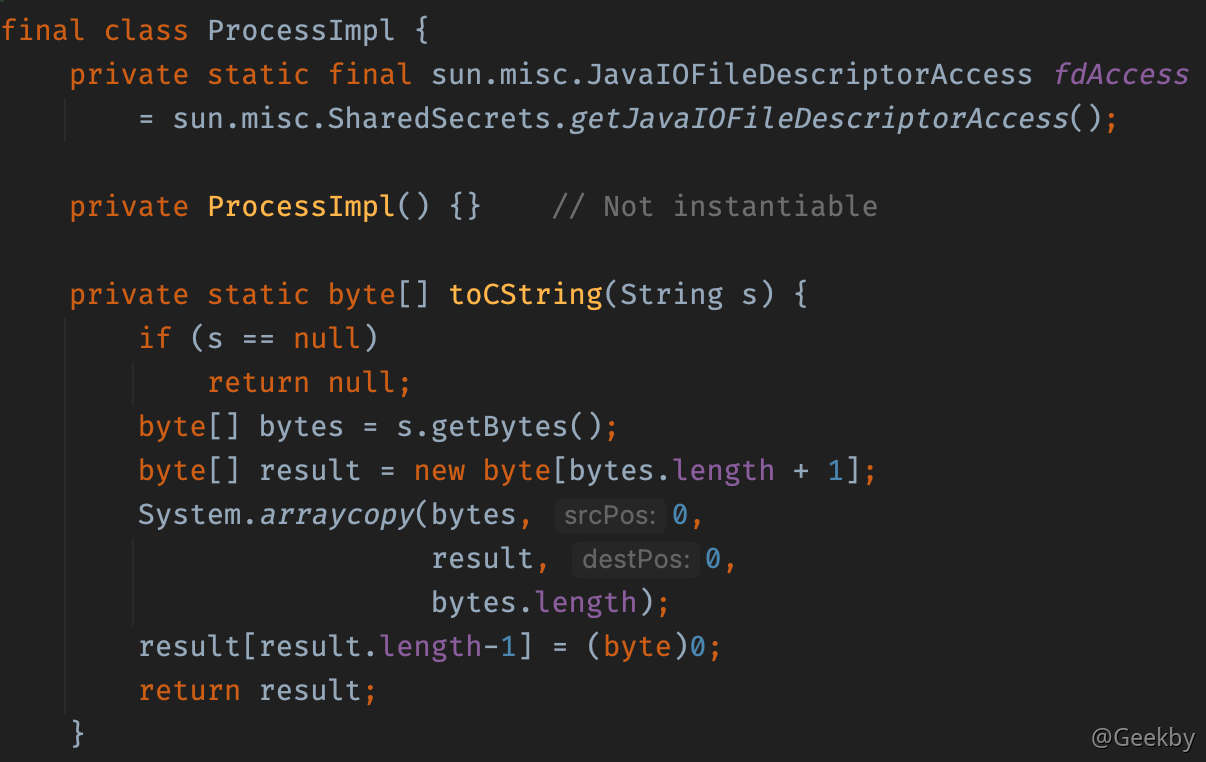 final class ProcessImpl {
    private static final sun.misc.JavaIOFileDescriptorAccess fdAccess
        = sun.misc.SharedSecrets.getJavaIOFileDescriptorAccess();

    private ProcessImpl() {}    // Not instantiable

    private static byte[] toCString(String s) {
        if (s == null)
            return null;
        byte[] bytes = s.getBytes();
        byte[] result = new byte[bytes.length + 1];
        System.arraycopy(bytes, srcPos: 0,
                         result, destPos: 0,
                         bytes.length);
        result[result.length-1] = (byte)0;
        return result;
    }
@Geekby